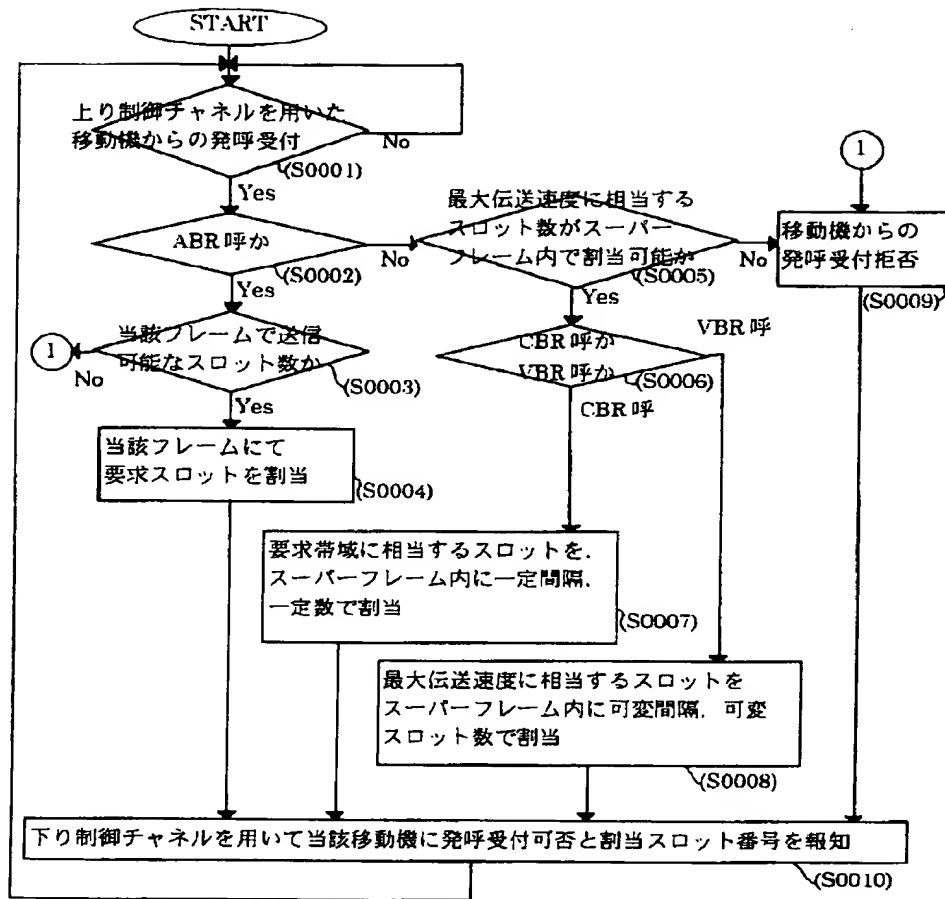 START
上り制御チャネルを用いた
移動機からの発呼受付
No
(S0001)
Yes
1
ABR呼か
No
(S0002)
Yes
最大伝送速度に相当する
スロット数がスーパー
フレーム内で割当可能か
No
(S0005)
Yes
移動機からの
発呼受付拒否
(S0009)
1
No
当該フレームで送信
可能なスロット数か
(S0003)
Yes
CBR呼か
VBR呼か
(S0006)
VBR呼
CBR呼
当該フレームにて
要求スロットを割当
(S0004)
要求帯域に相当するスロットを、
スーパーフレーム内に一定間隔、
一定数で割当
(S0007)
最大伝送速度に相当するスロットを
スーパーフレーム内に可変間隔、可変
スロット数で割当
(S0008)
下り制御チャネルを用いて当該移動機に発呼受付可否と割当スロット番号を報知
(S0010)